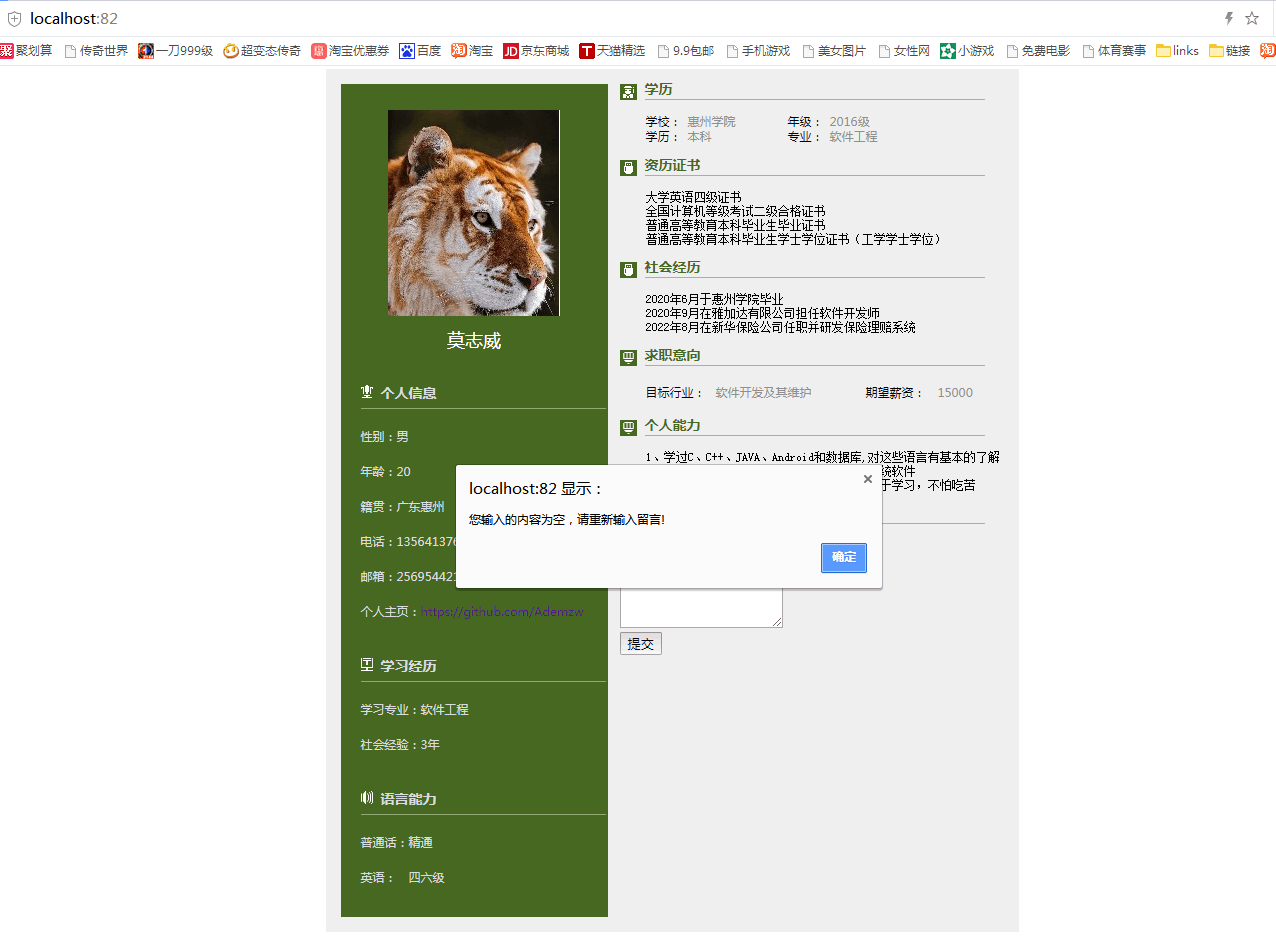 localhost:82
聚划算 传奇世界 一刀999级 超变态传奇 淘宝优惠券 百度 淘宝 京东商城 天猫精选 9.9包邮 手机游戏 美女图片 女性网 小游戏 免费电影 体育赛事 links 链接
莫志威
个人信息
性别：男
年龄：20
籍贯：广东惠州
电话：13564137
邮箱：25695442
个人主页：https://github.com/Ademzw
学习经历
学习专业：软件工程
社会经验：3年
语言能力
普通话：精通
英语： 四六级
学历
学校： 惠州学院 年级： 2016级
学历： 本科 专业： 软件工程
资历证书
大学英语四级证书
全国计算机等级考试二级合格证书
普通高等教育本科毕业生毕业证书
普通高等教育本科毕业生学士学位证书（工学学士学位）
社会经历
2020年6月于惠州学院毕业
2020年9月在雅加达有限公司担任软件开发师
2022年8月在新华保险公司任职并研发保险理赔系统
求职意向
目标行业： 软件开发及其维护 期望薪资： 15000
个人能力
1、学过C、C++、JAVA、Android和数据库,对这些语言有基本的了解
统软件
于学习，不怕吃苦
localhost:82 显示：
您输入的内容为空，请重新输入留言!
确定
提交